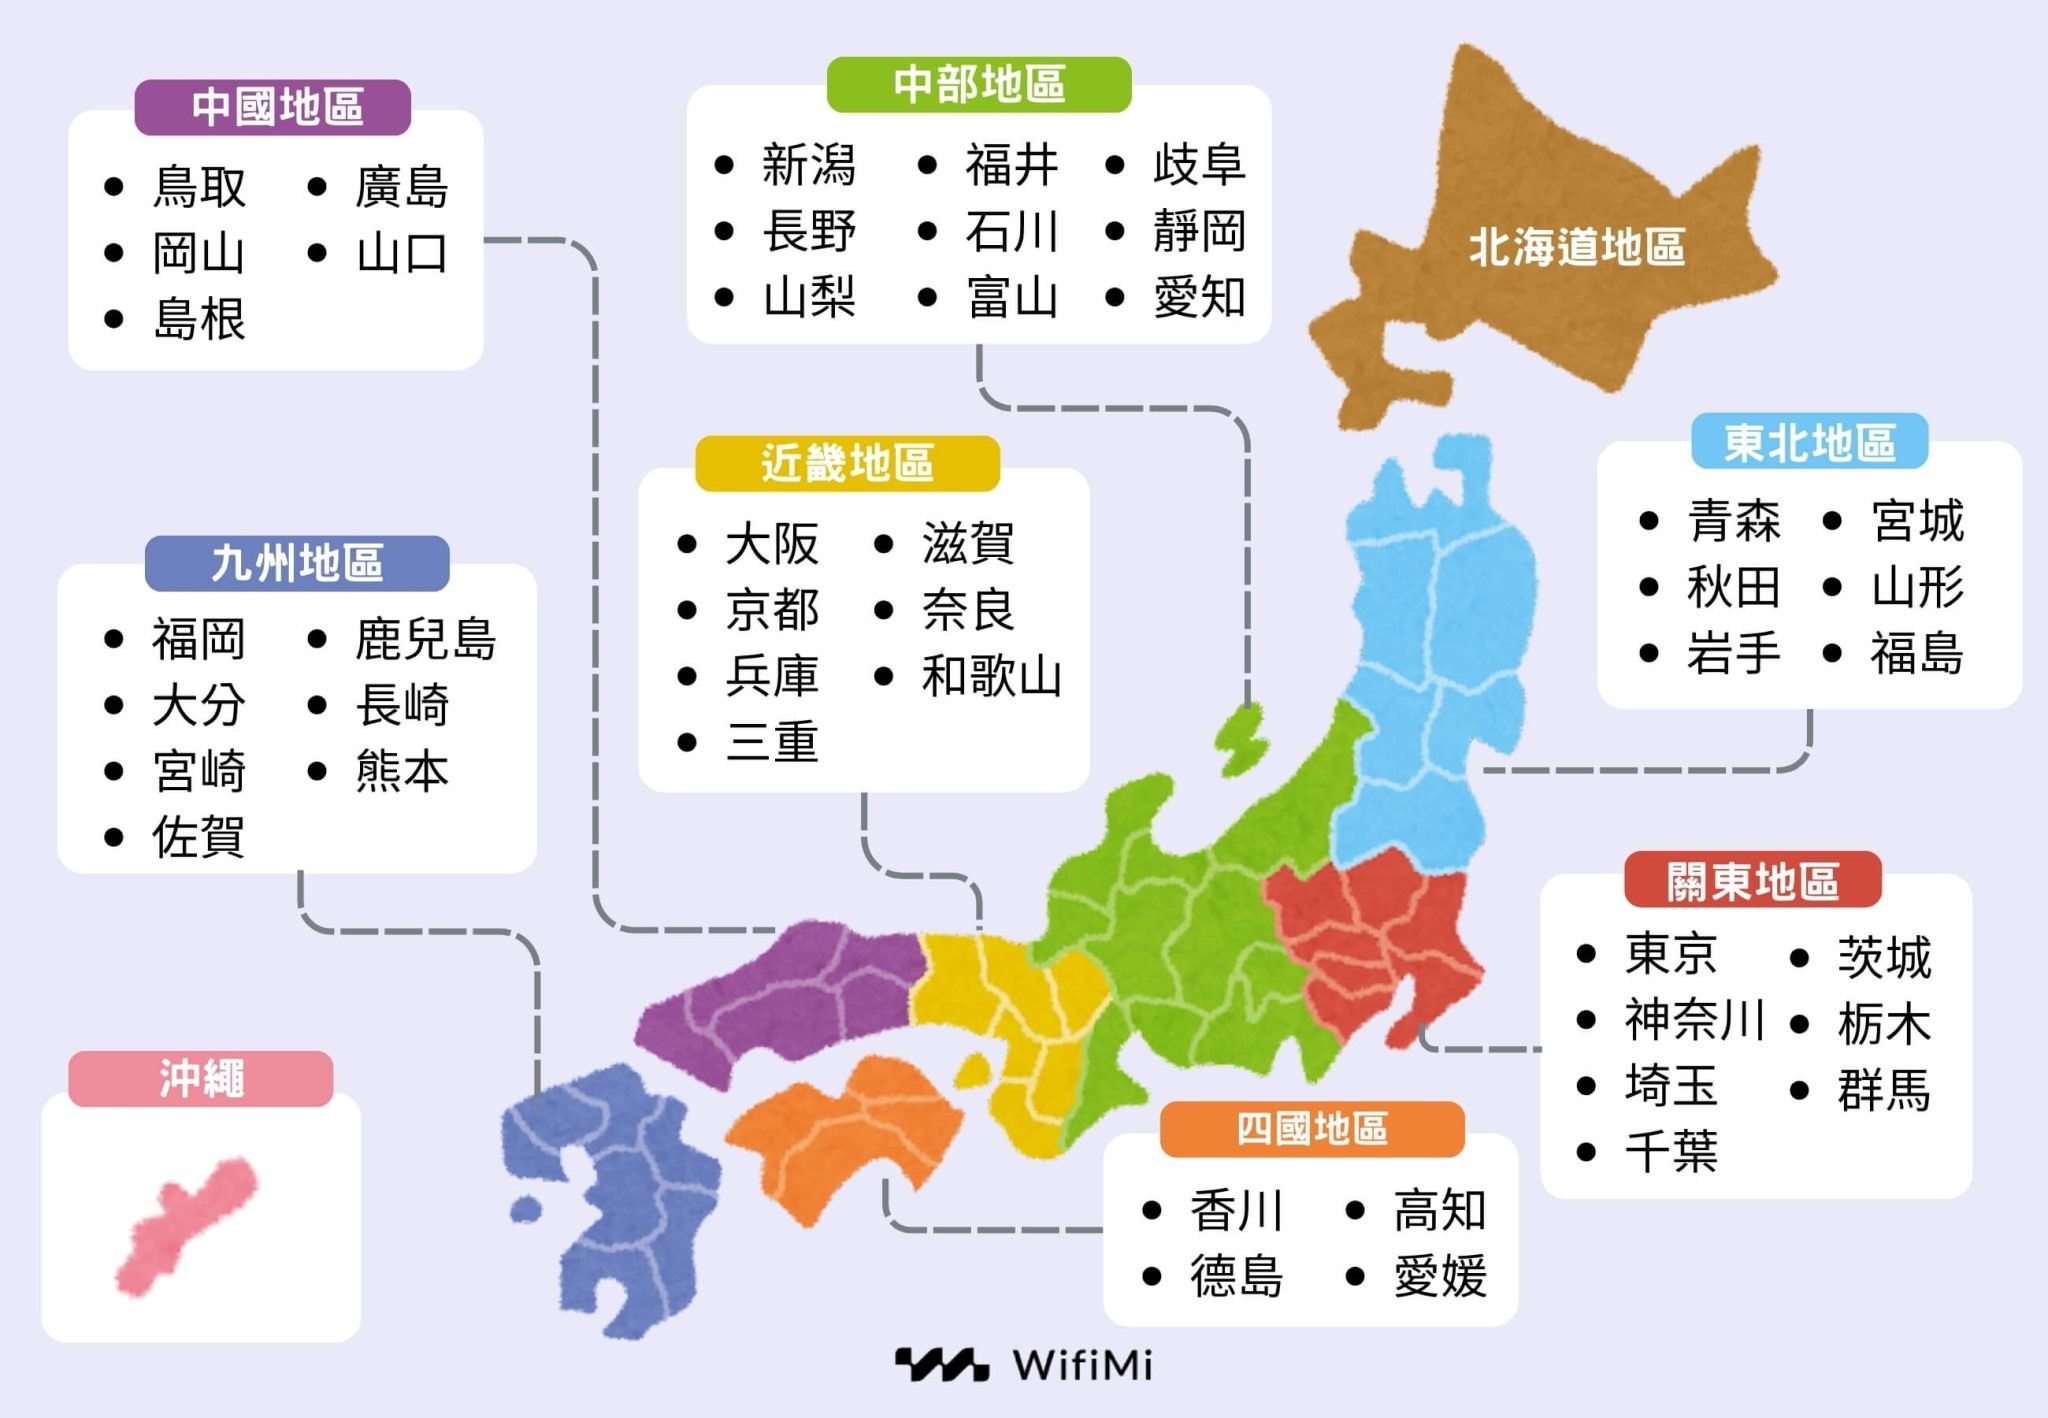 中國地區
鳥取
岡山
島根
廣島
山口
中部地區
新潟
長野
山梨
福井
石川
富山
歧阜
靜岡
愛知
北海道地區
近畿地區
大阪
京都
兵庫
三重
滋賀
奈良
和歌山
東北地區
青森
秋田
岩手
宮城
山形
福島
九州地區
福岡
大分
宮崎
佐賀
鹿兒島
長崎
熊本
關東地區
東京
神奈川
埼玉
千葉
茨城
栃木
群馬
沖繩
四國地區
香川
德島
高知
愛媛
WifiMi